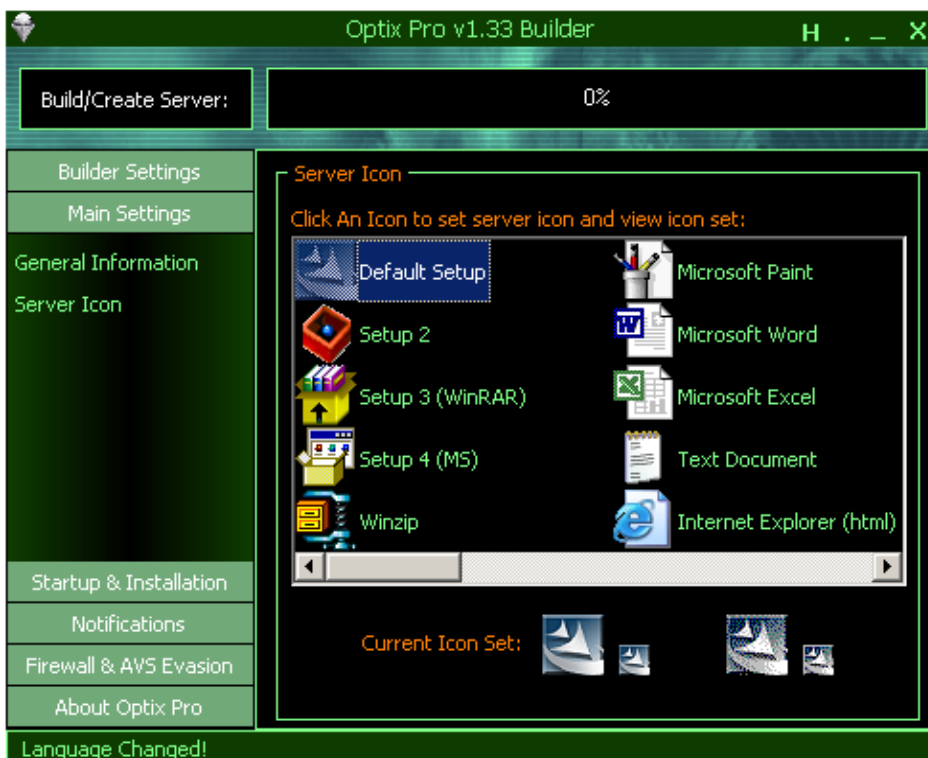 Optix Pro v1.33 Builder
H . _ X
Build/Create Server:
0%
Builder Settings
Main Settings
General Information
Server Icon
Startup & Installation
Notifications
Firewall & AVS Evasion
About Optix Pro
Server Icon
Click An Icon to set server icon and view icon set:
Default Setup
Setup 2
Setup 3 (WinRAR)
Setup 4 (MS)
Winzip
Microsoft Paint
Microsoft Word
Microsoft Excel
Text Document
Internet Explorer (html)
Current Icon Set:
Language Changed!